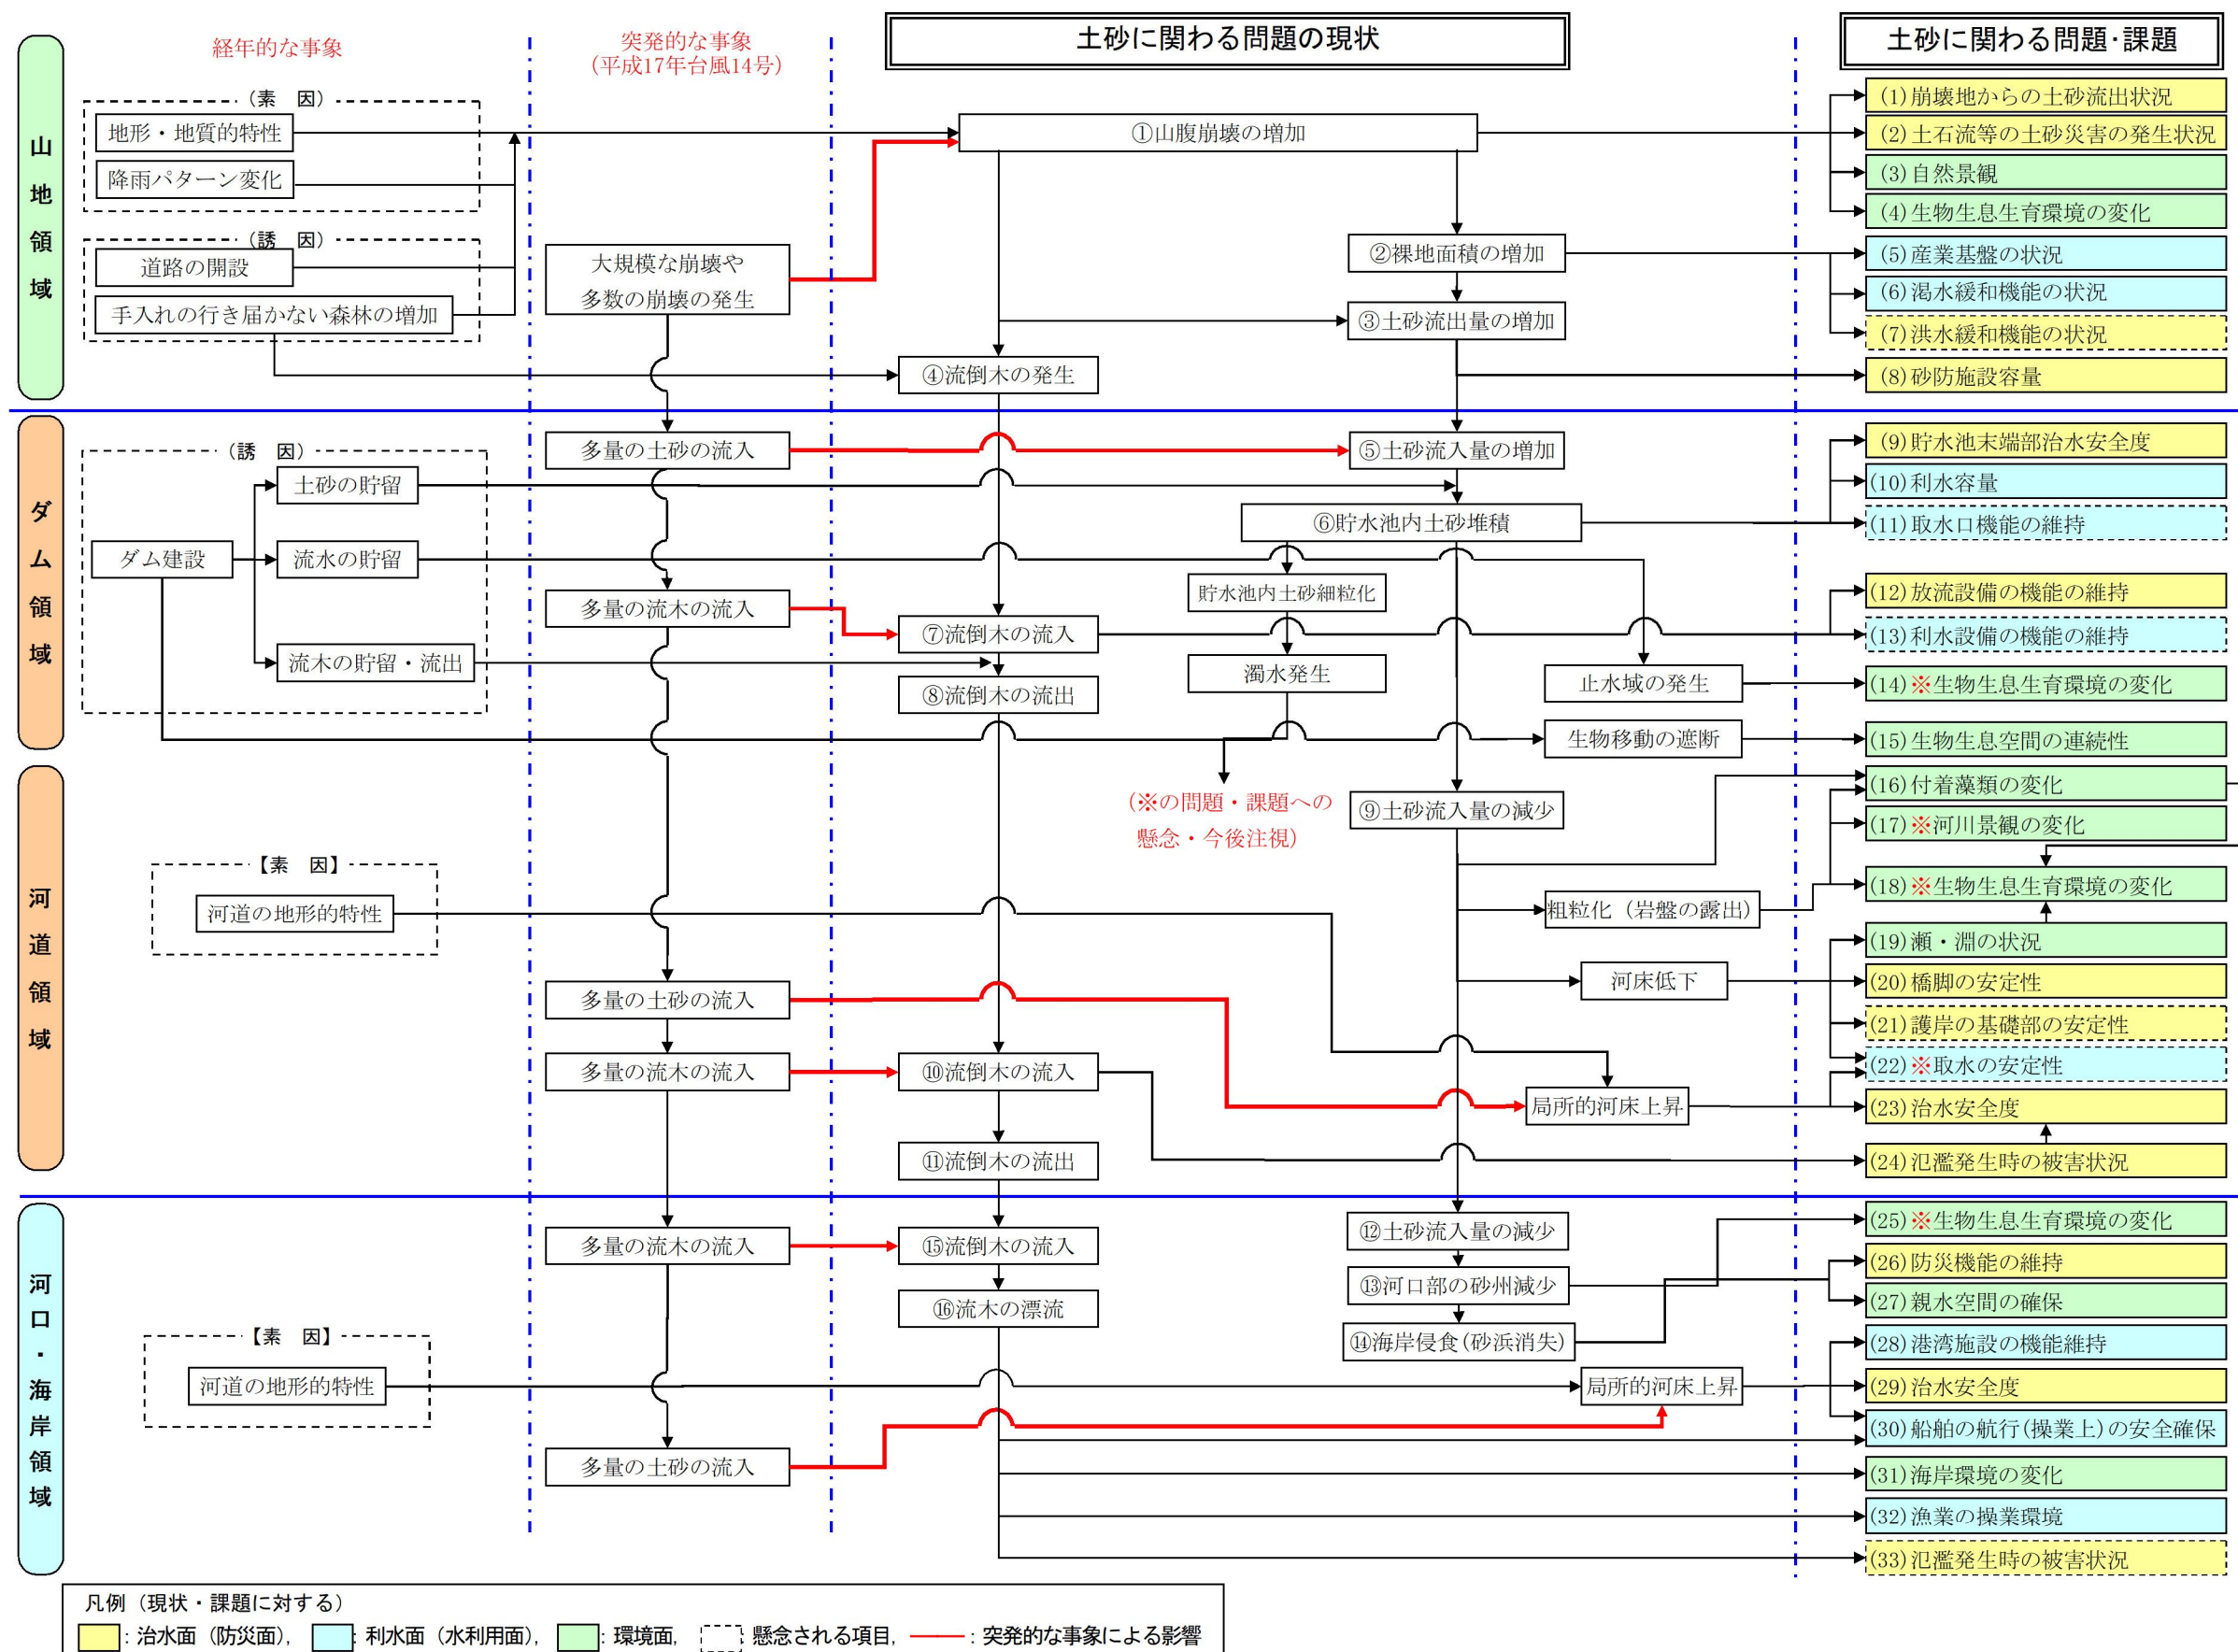 経年的な事象
突発的な事象
（平成17年台風14号）
土砂に関わる問題の現状
土砂に関わる問題・課題
山地領域
（素　因）
地形・地質的特性
降雨パターン変化
（誘　因）
道路の開設
手入れの行き届かない森林の増加
大規模な崩壊や
多数の崩壊の発生
①山腹崩壊の増加
②裸地面積の増加
③土砂流出量の増加
④流倒木の発生
(1)崩壊地からの土砂流出状況
(2)土石流等の土砂災害の発生状況
(3)自然景観
(4)生物生息生育環境の変化
(5)産業基盤の状況
(6)渇水緩和機能の状況
(7)洪水緩和機能の状況
(8)砂防施設容量
ダム領域
（誘　因）
ダム建設
土砂の貯留
流水の貯留
流木の貯留・流出
多量の土砂の流入
多量の流木の流入
⑤土砂流入量の増加
⑥貯水池内土砂堆積
貯水池内土砂細粒化
⑦流倒木の流入
濁水発生
⑧流倒木の流出
止水域の発生
生物移動の遮断
(9)貯水池末端部治水安全度
(10)利水容量
(11)取水口機能の維持
(12)放流設備の機能の維持
(13)利水設備の機能の維持
(14)※生物生息生育環境の変化
(15)生物生息空間の連続性
河道領域
（※の問題・課題への
懸念・今後注視）
⑨土砂流入量の減少
【素　因】
河道の地形的特性
粗粒化（岩盤の露出）
河床低下
多量の土砂の流入
多量の流木の流入
⑩流倒木の流入
局所的河床上昇
⑪流倒木の流出
(16)付着藻類の変化
(17)※河川景観の変化
(18)※生物生息生育環境の変化
(19)瀬・淵の状況
(20)橋脚の安定性
(21)護岸の基礎部の安定性
(22)※取水の安定性
(23)治水安全度
(24)氾濫発生時の被害状況
河口・海岸領域
多量の流木の流入
⑮流倒木の流入
⑯流木の漂流
⑫土砂流入量の減少
⑬河口部の砂州減少
⑭海岸侵食(砂浜消失)
【素　因】
河道の地形的特性
局所的河床上昇
多量の土砂の流入
(25)※生物生息生育環境の変化
(26)防災機能の維持
(27)親水空間の確保
(28)港湾施設の機能維持
(29)治水安全度
(30)船舶の航行(操業上)の安全確保
(31)海岸環境の変化
(32)漁業の操業環境
(33)氾濫発生時の被害状況
凡例（現状・課題に対する）
：治水面（防災面），：利水面（水利用面），：環境面，：懸念される項目，：突発的な事象による影響